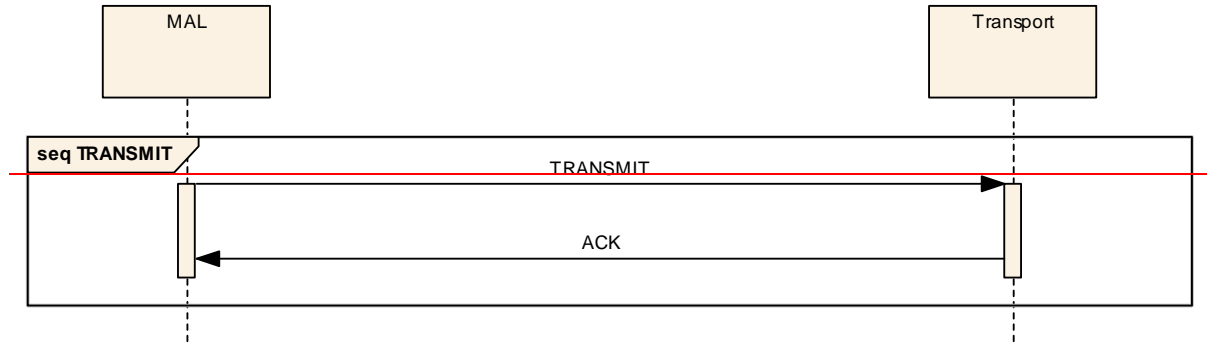 MAL
Transport
seq TRANSMIT
TRANSMIT
ACK